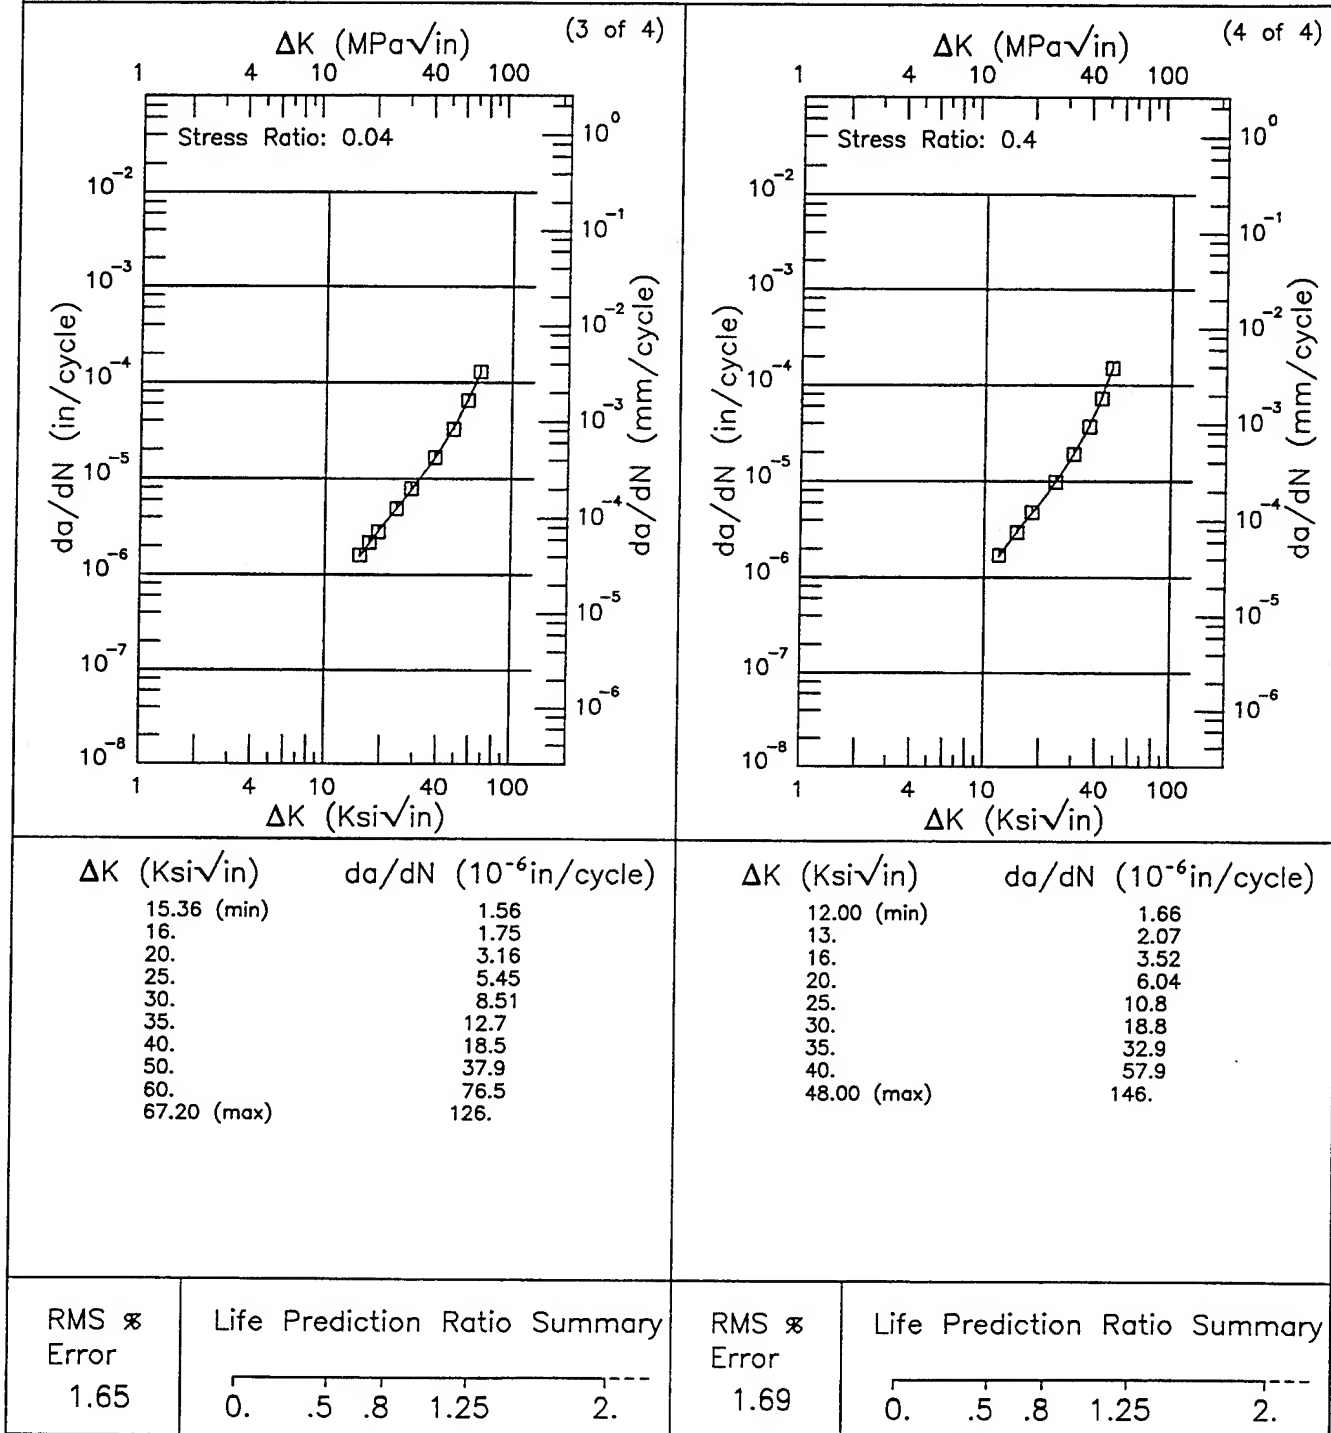 (3 of 4)
ΔK (MPa√in)
1 4 10 40 100
Stress Ratio: 0.04
10⁰
10⁻¹
10⁻²
10⁻³
10⁻⁴
10⁻⁵
10⁻⁶
da/dN (mm/cycle)
10⁻²
10⁻³
10⁻⁴
10⁻⁵
10⁻⁶
10⁻⁷
10⁻⁸
da/dN (in/cycle)
1 4 10 40 100
ΔK (Ksi√in)
ΔK (Ksi√in) da/dN (10⁻⁶in/cycle)
15.36 (min) 1.56
16. 1.75
20. 3.16
25. 5.45
30. 8.51
35. 12.7
40. 18.5
50. 37.9
60. 76.5
67.20 (max) 126.
RMS %
Error
1.65
Life Prediction Ratio Summary
0. .5 .8 1.25 2.
(4 of 4)
ΔK (MPa√in)
1 4 10 40 100
Stress Ratio: 0.4
10⁰
10⁻¹
10⁻²
10⁻³
10⁻⁴
10⁻⁵
10⁻⁶
da/dN (mm/cycle)
10⁻²
10⁻³
10⁻⁴
10⁻⁵
10⁻⁶
10⁻⁷
10⁻⁸
da/dN (in/cycle)
1 4 10 40 100
ΔK (Ksi√in)
ΔK (Ksi√in) da/dN (10⁻⁶in/cycle)
12.00 (min) 1.66
13. 2.07
16. 3.52
20. 6.04
25. 10.8
30. 18.8
35. 32.9
40. 57.9
48.00 (max) 146.
RMS %
Error
1.69
Life Prediction Ratio Summary
0. .5 .8 1.25 2.